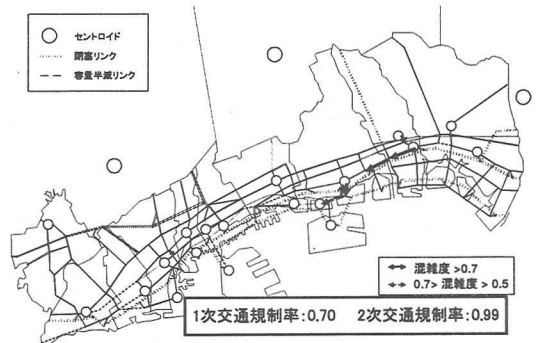 セントロイド
閉塞リンク
容量半減リンク
混雑度 >0.7
0.7> 混雑度 > 0.5
1次交通規制率:0.70 2次交通規制率:0.99